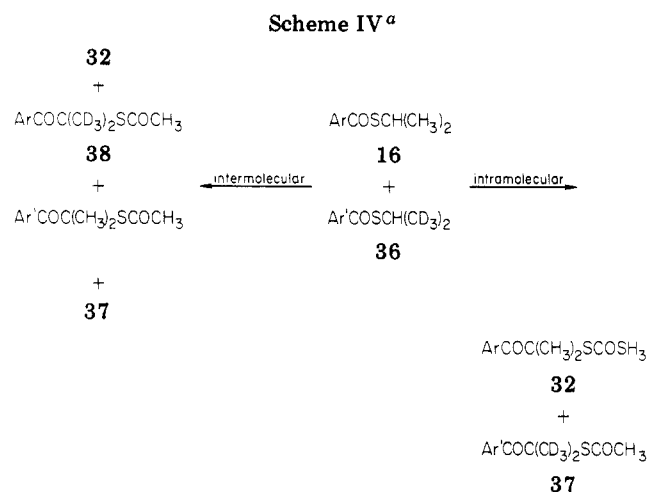 Scheme IVᵃ
32
+
ArCOC(CD₃)₂SCOCH₃
38
+
Ar'COC(CH₃)₂SCOCH₃
+
37
intermolecular
ArCOSCH(CH₃)₂
16
+
Ar'COSCH(CD₃)₂
36
intramolecular
ArCOC(CH₃)₂SCOSH₃
32
+
Ar'COC(CD₃)₂SCOCH₃
37